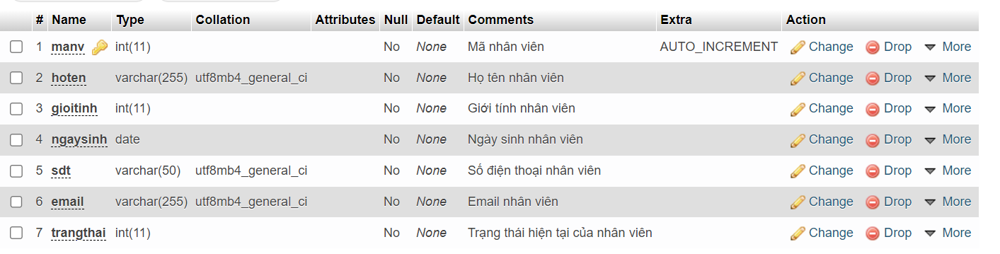 # Name Type Collation Attributes Null Default Comments Extra Action
1 manv int(11) No None Mã nhân viên AUTO_INCREMENT Change Drop More
2 hoten varchar(255) utf8mb4_general_ci No None Họ tên nhân viên Change Drop More
3 gioitinh int(11) No None Giới tính nhân viên Change Drop More
4 ngaysinh date No None Ngày sinh nhân viên Change Drop More
5 sdt varchar(50) utf8mb4_general_ci No None Số điện thoại nhân viên Change Drop More
6 email varchar(255) utf8mb4_general_ci No None Email nhân viên Change Drop More
7 trangthai int(11) No None Trạng thái hiện tại của nhân viên Change Drop More